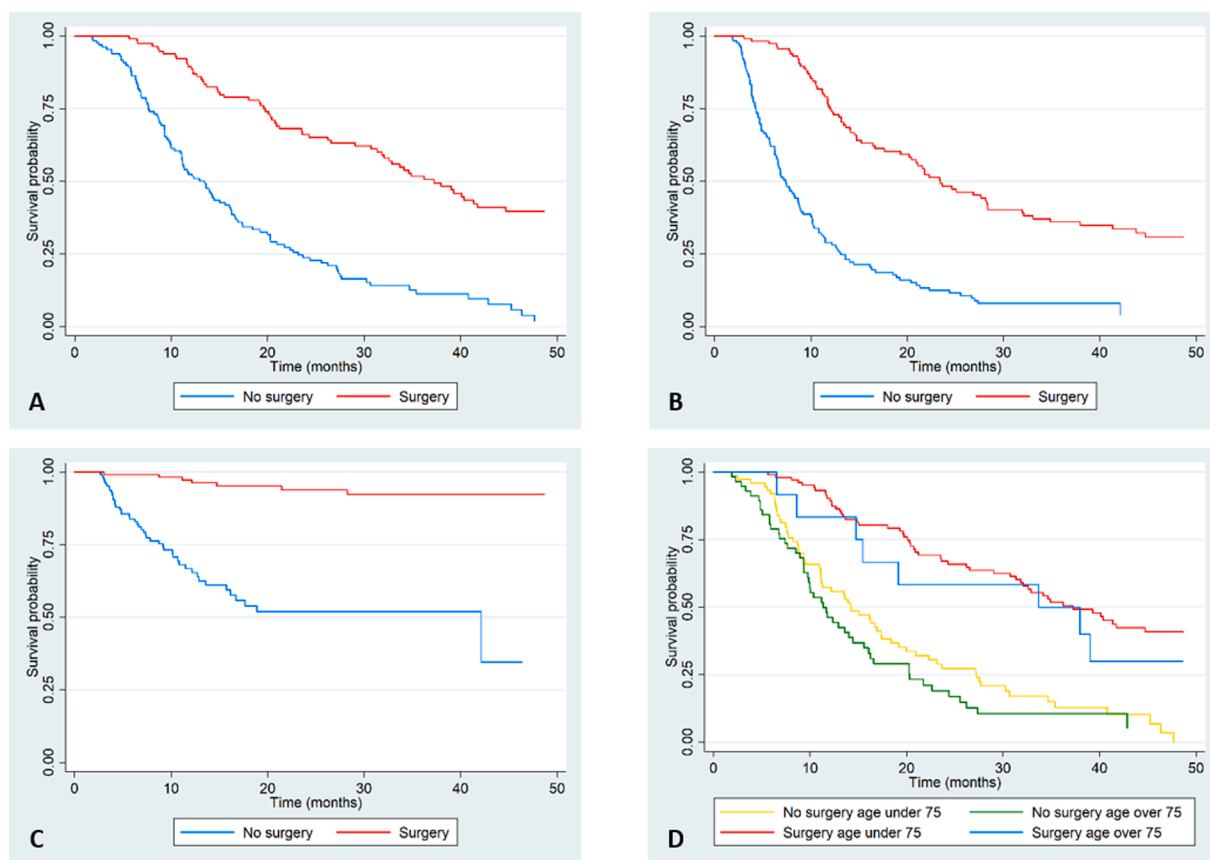 Survival probability
1.00
0.75
0.50
0.25
0.00
0 10 20 30 40 50
Time (months)
No surgery Surgery
A
Survival probability
1.00
0.75
0.50
0.25
0.00
0 10 20 30 40 50
Time (months)
No surgery Surgery
B
Survival probability
1.00
0.75
0.50
0.25
0.00
0 10 20 30 40 50
Time (months)
No surgery Surgery
C
Survival probability
1.00
0.75
0.50
0.25
0.00
0 10 20 30 40 50
Time (months)
No surgery age under 75 No surgery age over 75
Surgery age under 75 Surgery age over 75
D